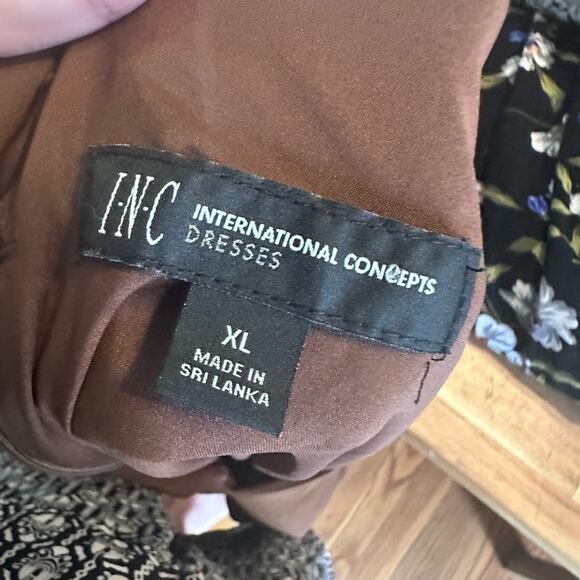 I·N·C INTERNATIONAL CONCEPTS
DRESSES
XL
MADE IN
SRI LANKA